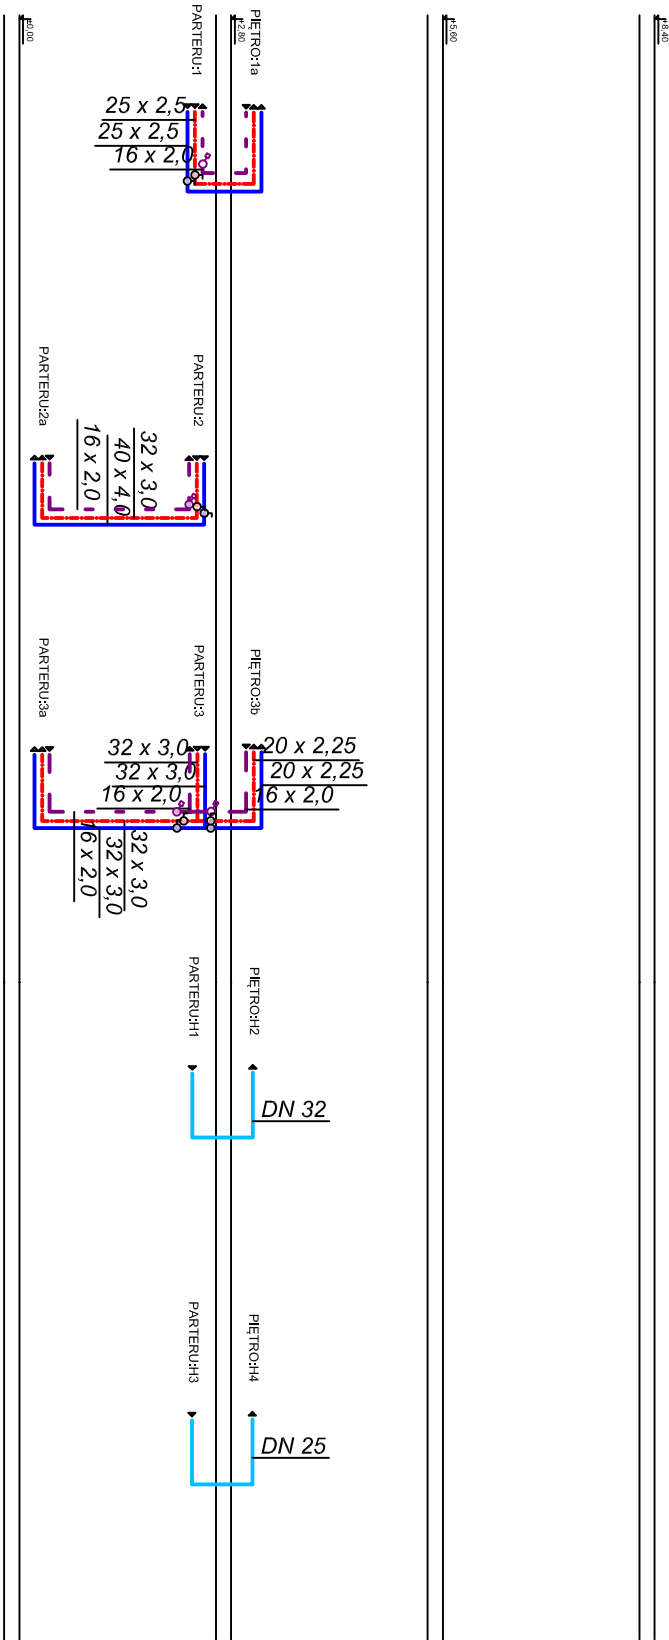 ±0,00
+2,80
+5,60
+8,40
PARTERU:1
PIĘTRO:1a
25 x 2,5
25 x 2,5
16 x 2,0
PARTERU:2a
PARTERU:2
32 x 3,0
40 x 4,0
16 x 2,0
PARTERU:3a
PARTERU:3
PIĘTRO:3b
32 x 3,0
32 x 3,0
16 x 2,0
20 x 2,25
20 x 2,25
16 x 2,0
32 x 3,0
32 x 3,0
16 x 2,0
PARTERU:H1
PIĘTRO:H2
DN 32
PARTERU:H3
PIĘTRO:H4
DN 25